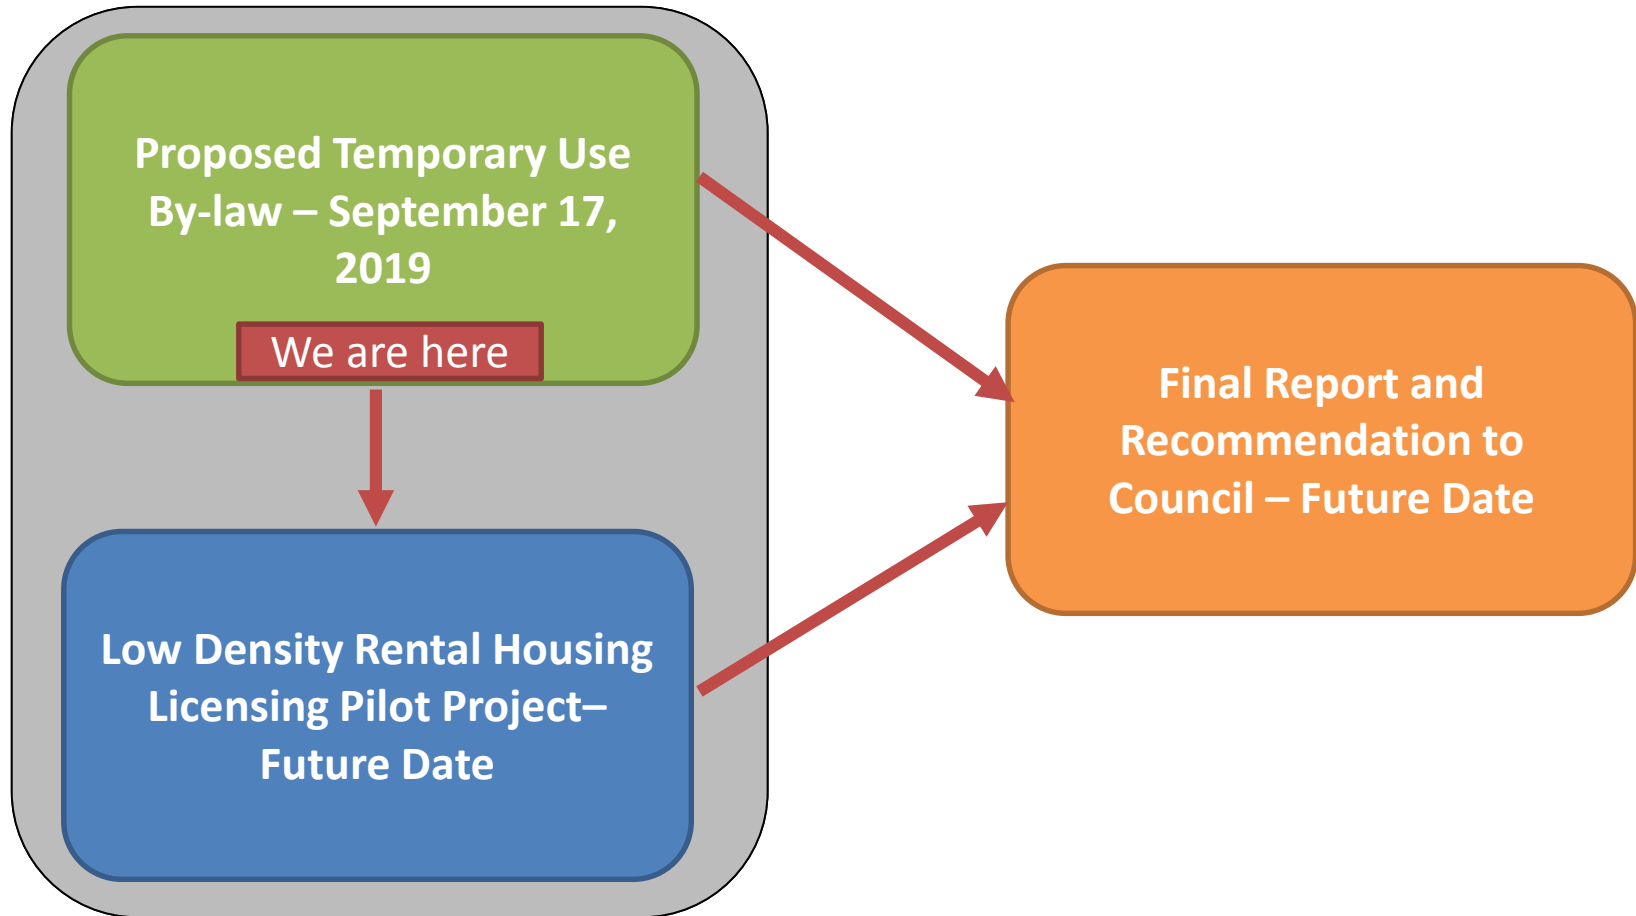 Proposed Temporary Use
By-law – September 17,
2019
We are here
Low Density Rental Housing
Licensing Pilot Project–
Future Date
Final Report and
Recommendation to
Council – Future Date